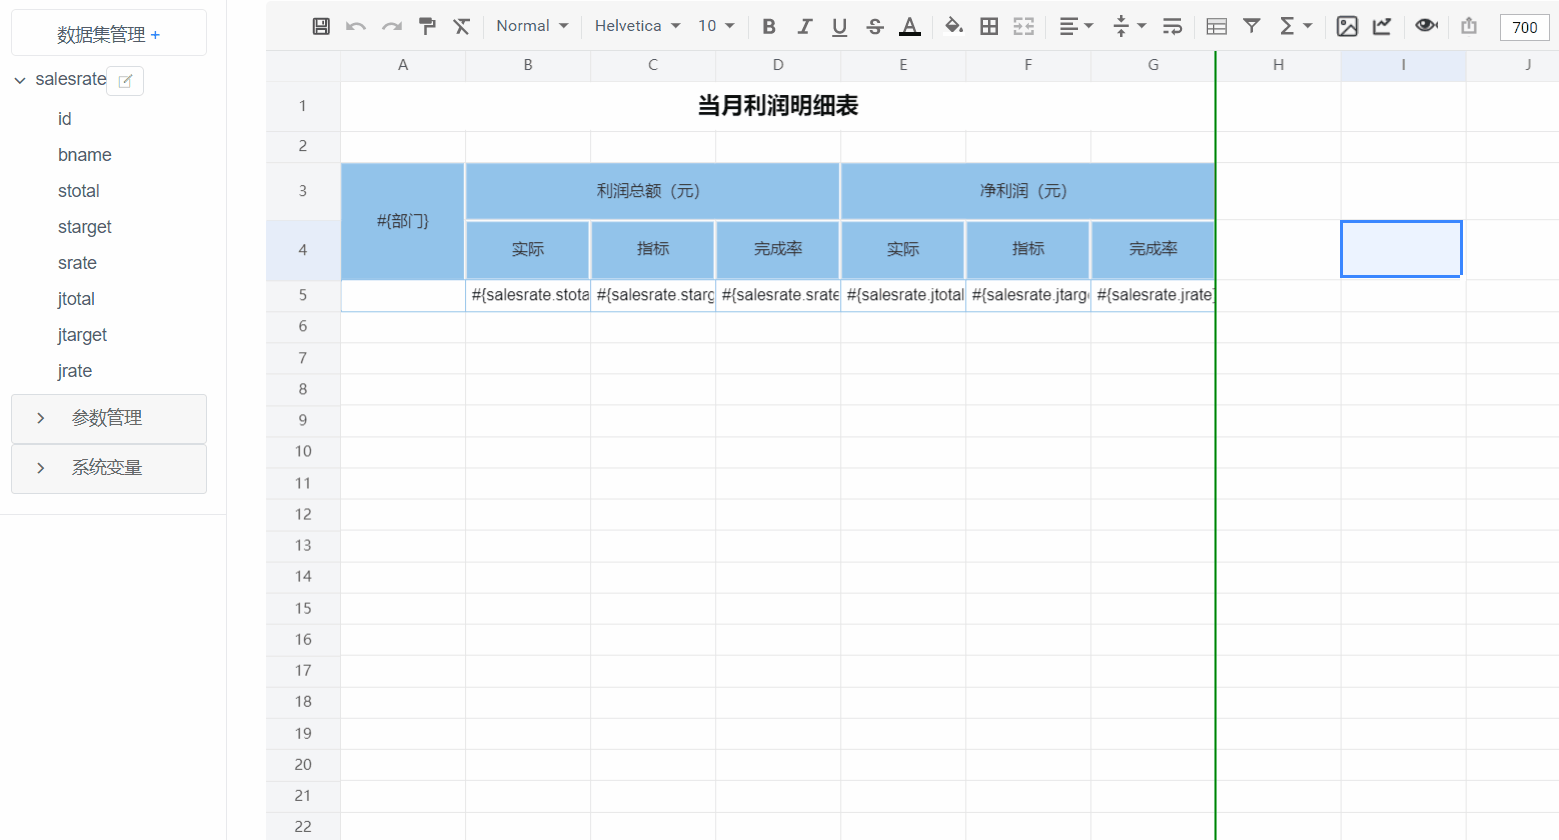 数据集管理 +
salesrate
id
bname
stotal
starget
srate
jtotal
jtarget
jrate
参数管理
系统变量
Normal Helvetica 10 B I U S A Σ 700
A B C D E F G H I J
1 当月利润明细表
2
3 #{部门} 利润总额（元） 净利润（元）
4 实际 指标 完成率 实际 指标 完成率
5 #{salesrate.stota #{salesrate.starg #{salesrate.srate #{salesrate.jtotal #{salesrate.jtarg #{salesrate.jrate}
6
7
8
9
10
11
12
13
14
15
16
17
18
19
20
21
22